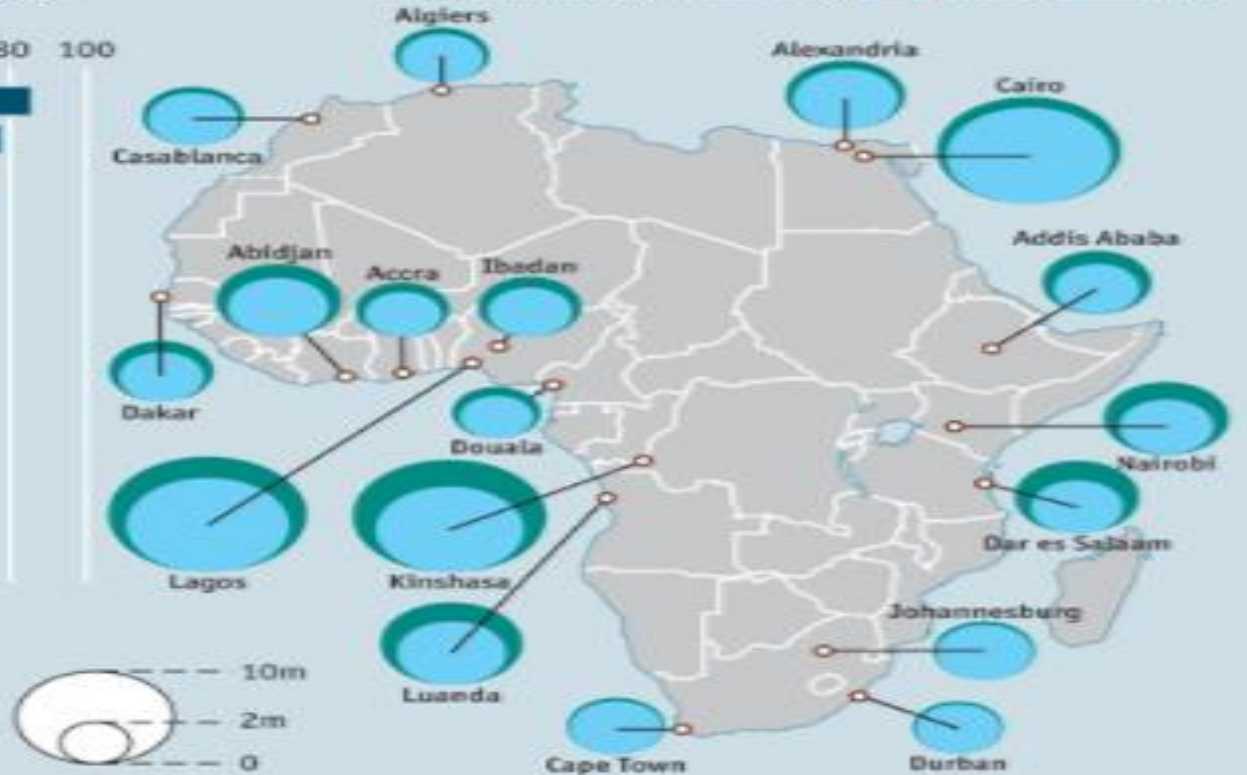 Algiers
80 100
Alexandria
Cairo
Casablanca
Addis Ababa
Abidjan
Accra
Ibadan
Dakar
Douala
Nairobi
Lagos
Kinshasa
Dar es Salaam
Johannesburg
Luanda
10m
2m
0
Cape Town
Durban